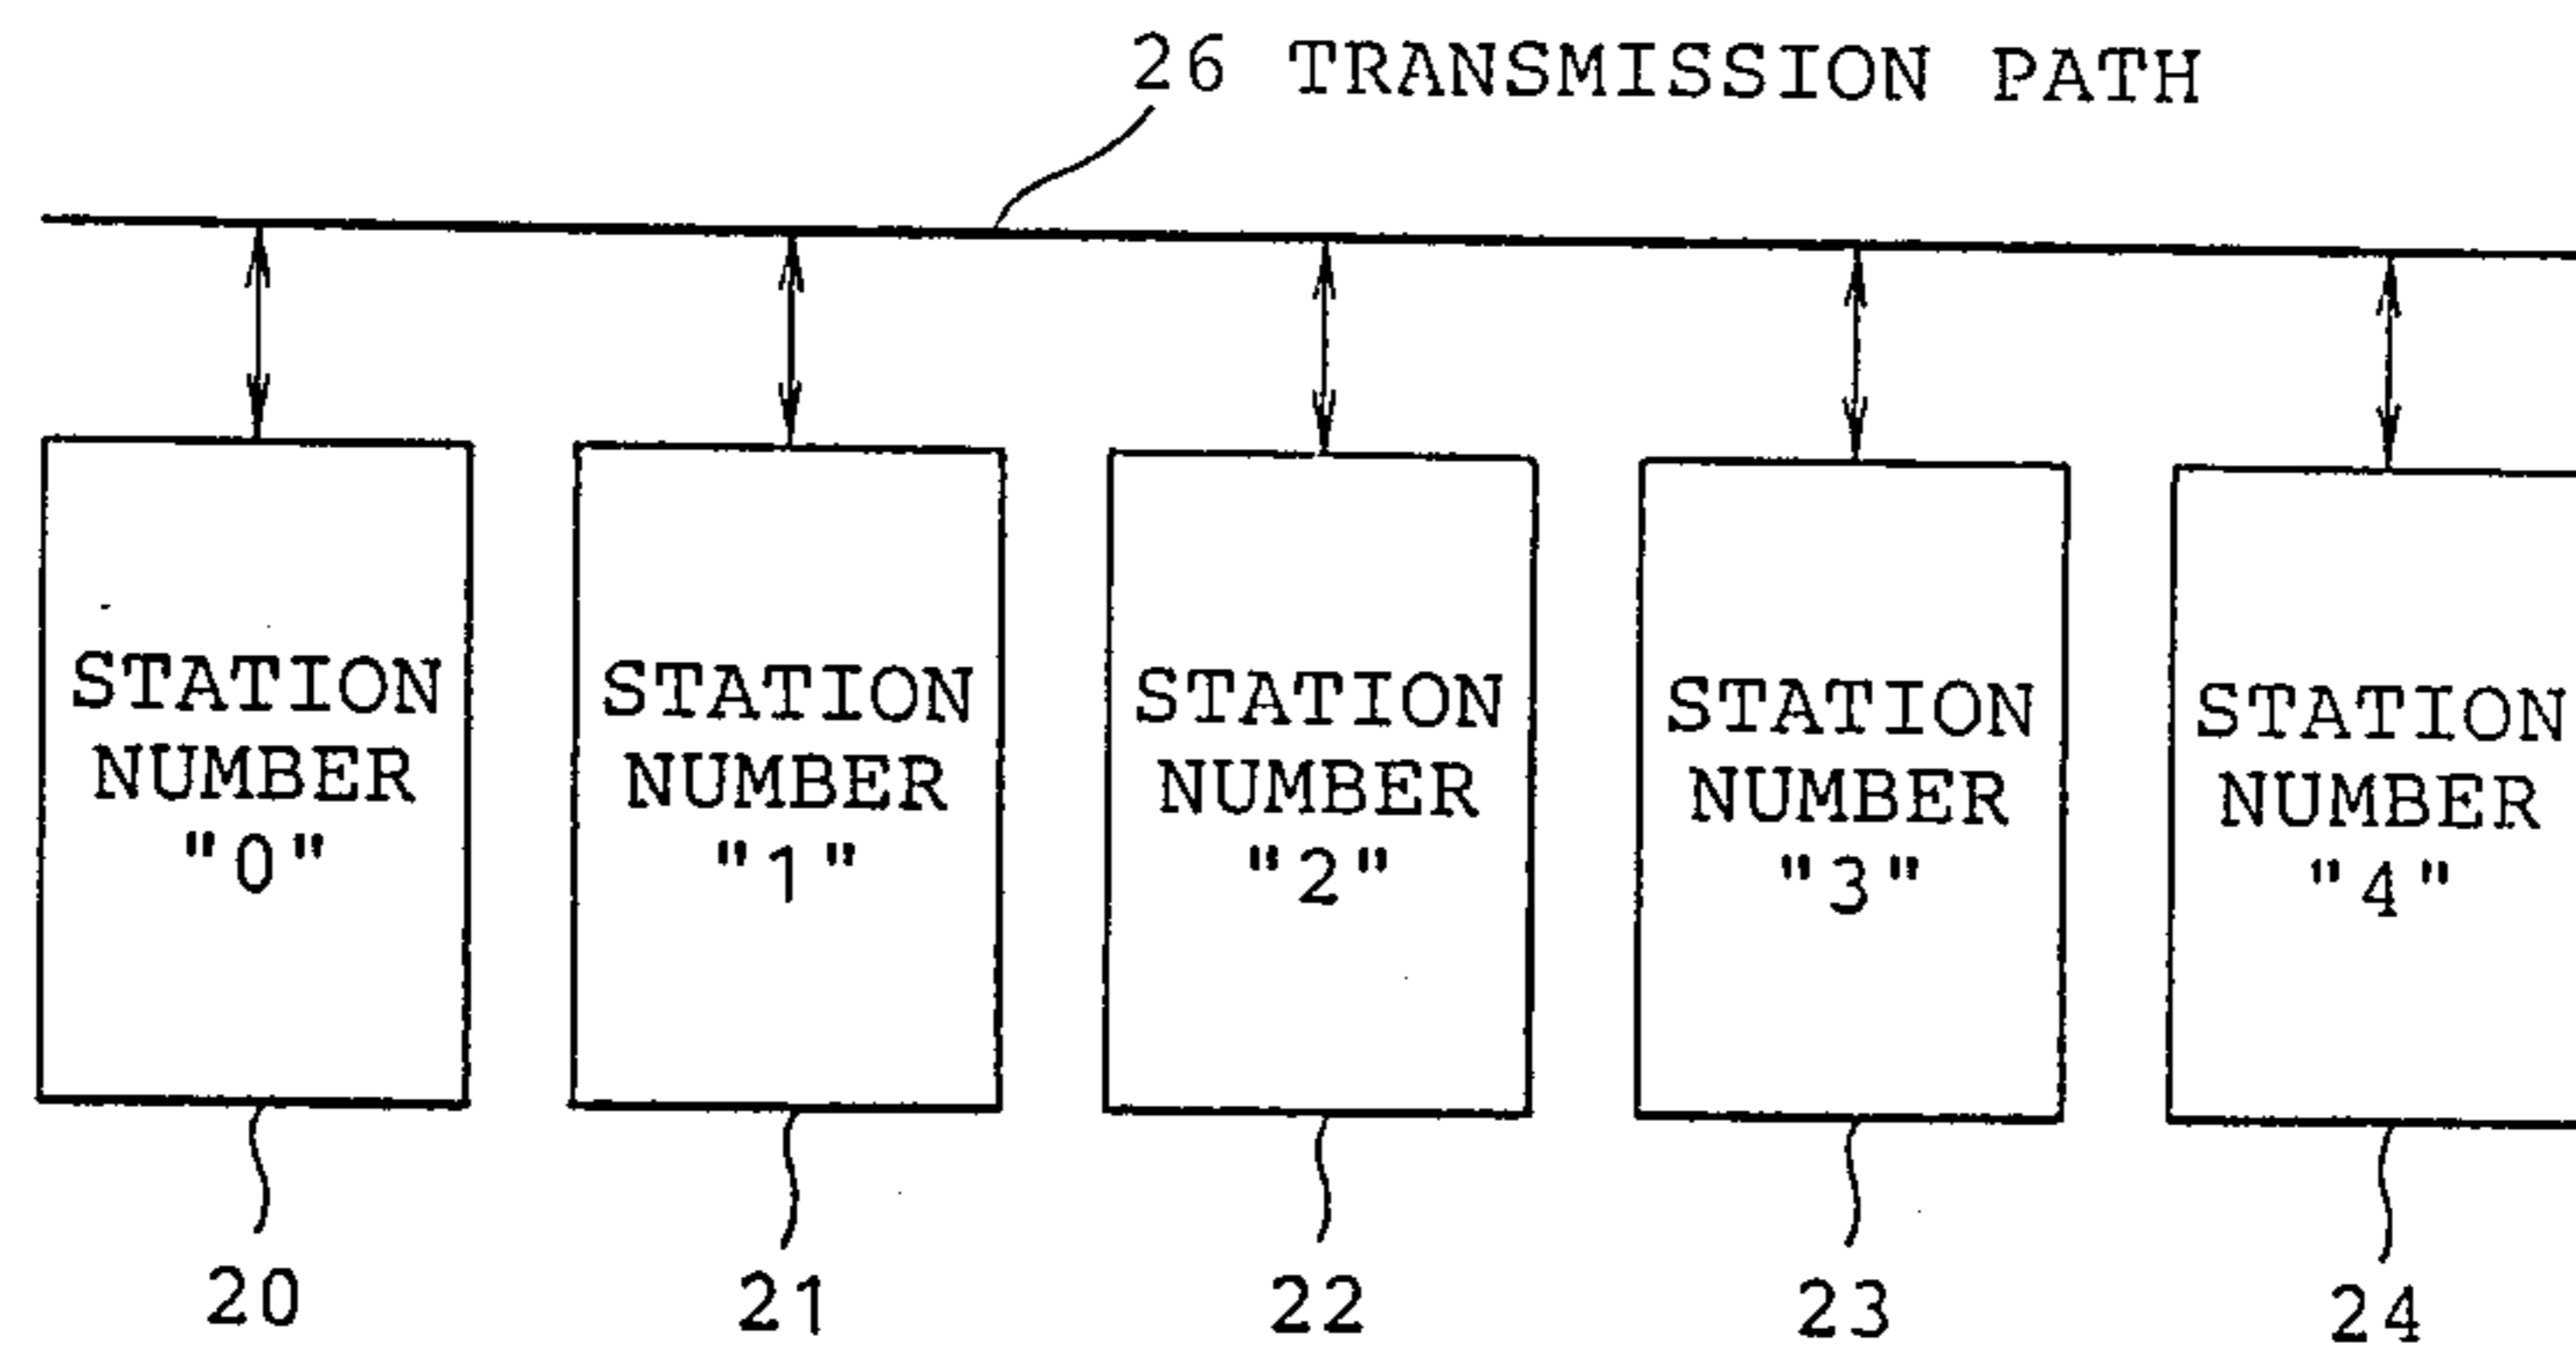 26 TRANSMISSION PATH
STATION
NUMBER
"0"
STATION
NUMBER
"1"
STATION
NUMBER
"2"
STATION
NUMBER
"3"
STATION
NUMBER
"4"
20
21
22
23
24